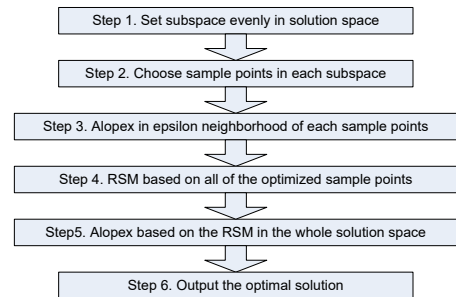 Step 1. Set subspace evenly in solution space
Step 2. Choose sample points in each subspace
Step 3. Alopex in epsilon neighborhood of each sample points
Step 4. RSM based on all of the optimized sample points
Step5. Alopex based on the RSM in the whole solution space
Step 6. Output the optimal solution